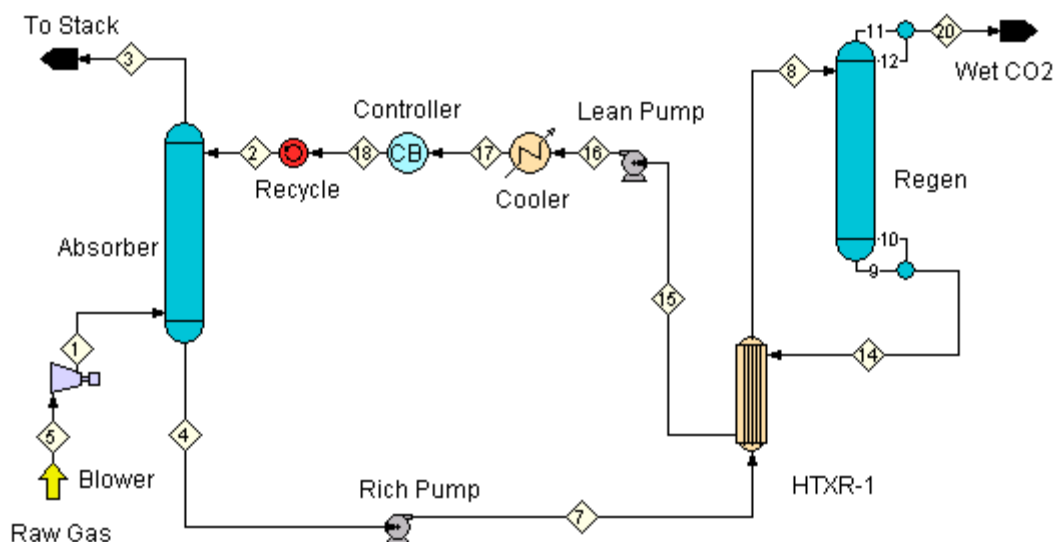 To Stack
3
11
20
12
Wet CO2
8
Controller
Lean Pump
2
18
CB
17
16
Recycle
Cooler
Regen
Absorber
10
9
15
1
14
5
4
Blower
Rich Pump
7
HTXR-1
Raw Gas